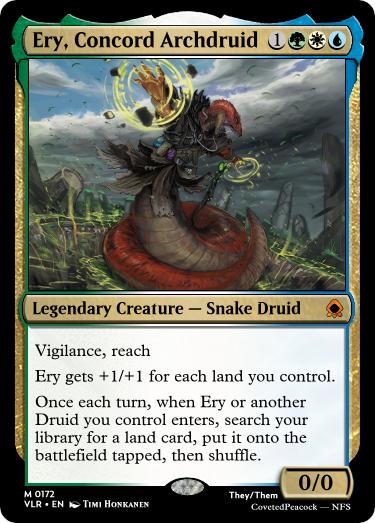 Ery, Concord Archdruid 1
Legendary Creature — Snake Druid
Vigilance, reach
Ery gets +1/+1 for each land you control.
Once each turn, when Ery or another
Druid you control enters, search your
library for a land card, put it onto the
battlefield tapped, then shuffle.
0/0
M 0172
VLR • EN Timi Honkanen
They/Them
CovetedPeacock — NFS